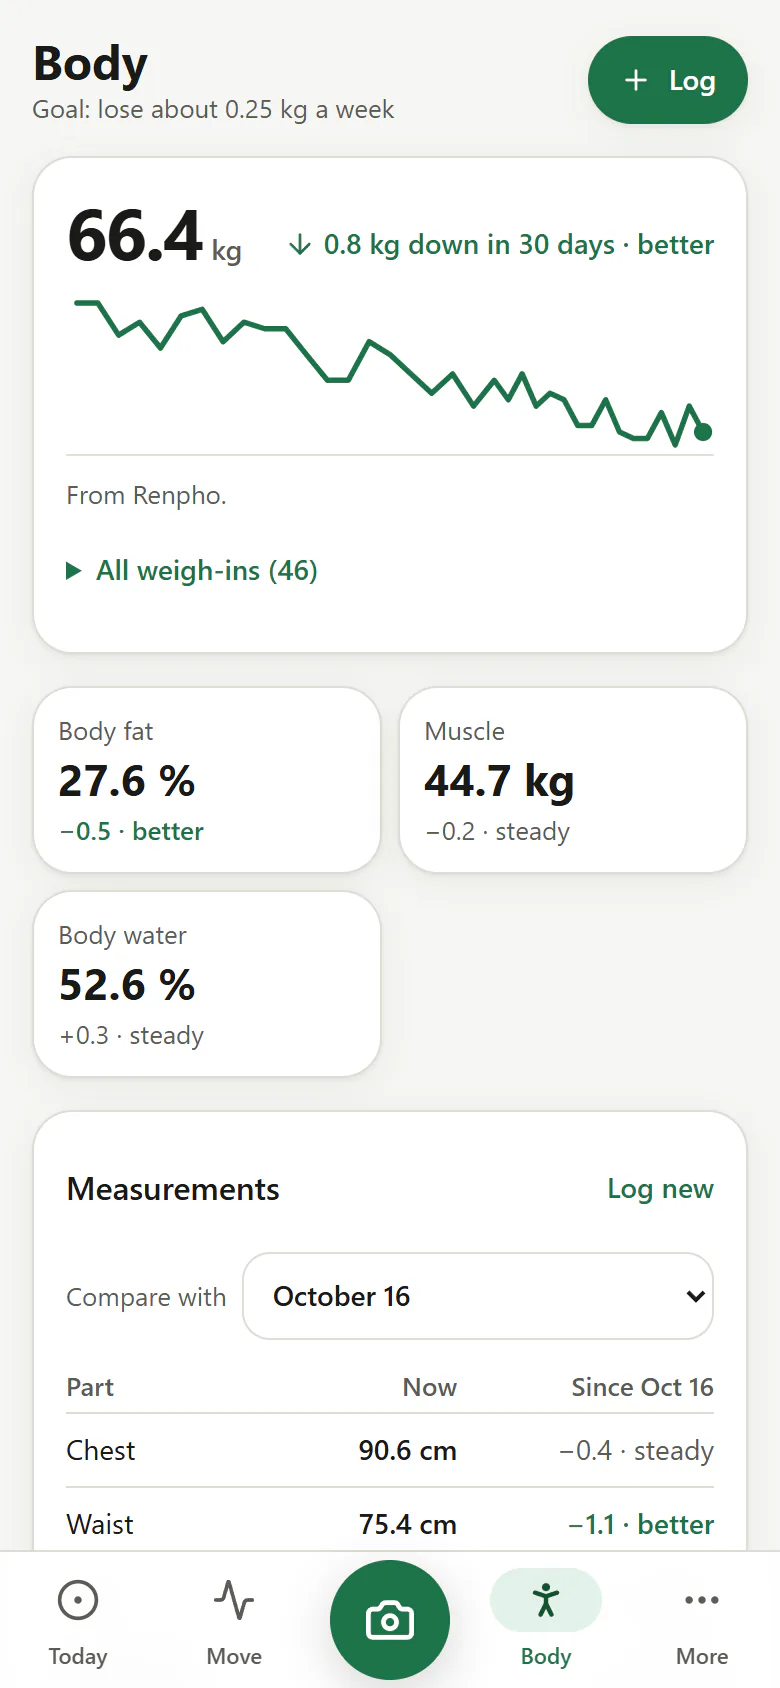 Body
Goal: lose about 0.25 kg a week
+ Log
66.4 kg
↓ 0.8 kg down in 30 days · better
From Renpho.
▶ All weigh-ins (46)
Body fat
27.6 %
−0.5 · better
Muscle
44.7 kg
−0.2 · steady
Body water
52.6 %
+0.3 · steady
Measurements
Log new
Compare with
October 16
Part Now Since Oct 16
Chest 90.6 cm −0.4 · steady
Waist 75.4 cm −1.1 · better
Today
Move
Body
More